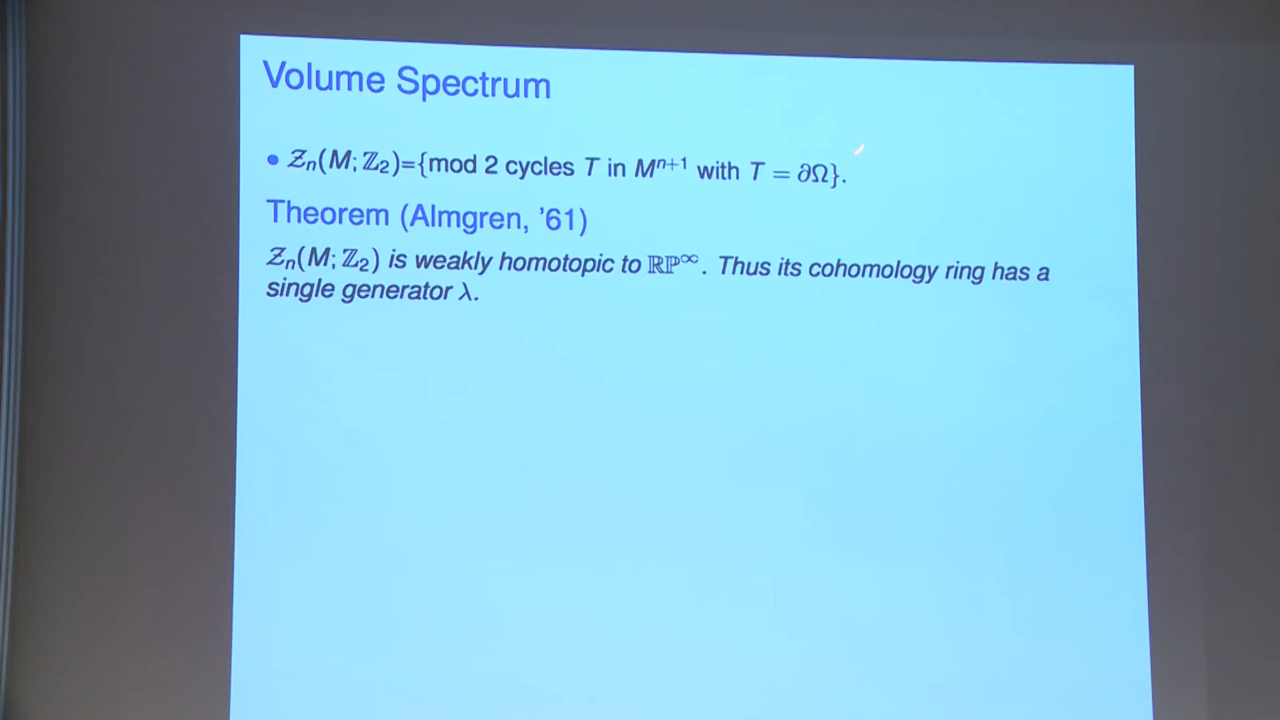 Volume Spectrum
• 𝒵ₙ(M; ℤ₂)={mod 2 cycles T in Mⁿ⁺¹ with T = ∂Ω}.
Theorem (Almgren, ’61)
𝒵ₙ(M; ℤ₂) is weakly homotopic to ℝℙ^∞. Thus its cohomology ring has a
single generator λ.